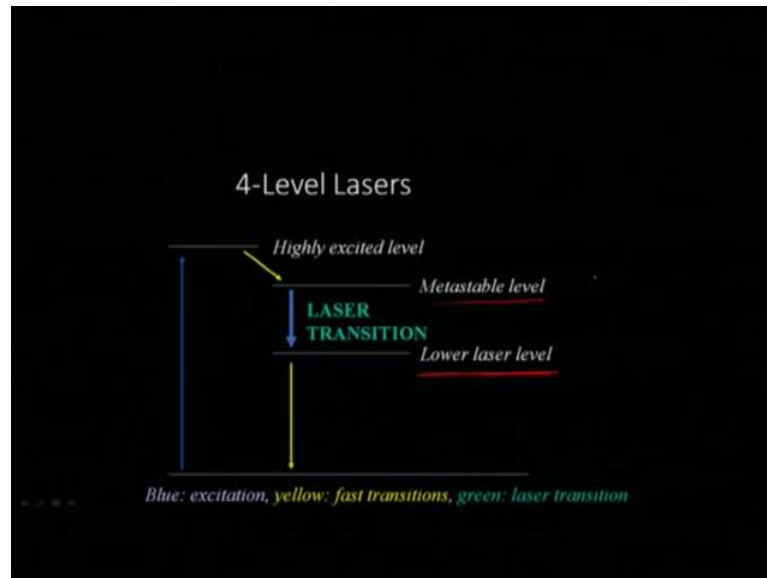 4-Level Lasers
Highly excited level
Metastable level
LASER
TRANSITION
Lower laser level
Blue: excitation, yellow: fast transitions, green: laser transition